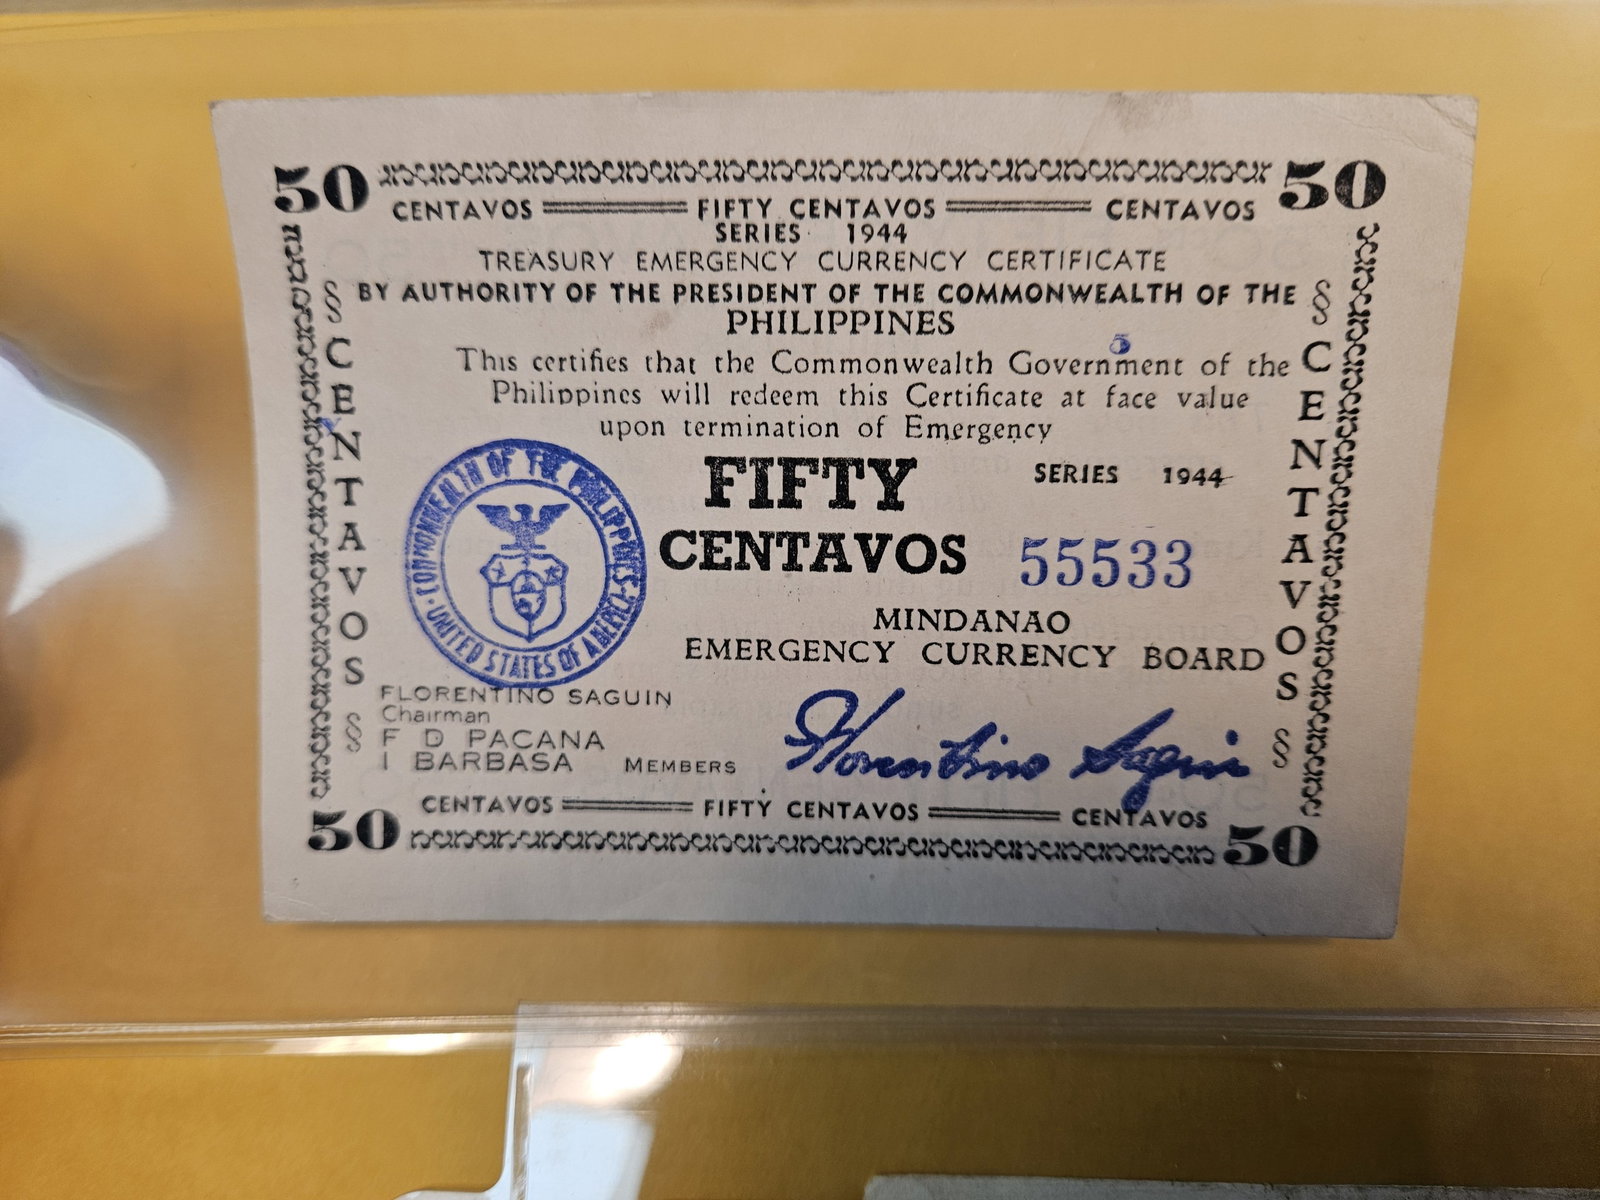 50 50
CENTAVOS FIFTY CENTAVOS CENTAVOS
SERIES 1944
TREASURY EMERGENCY CURRENCY CERTIFICATE
BY AUTHORITY OF THE PRESIDENT OF THE COMMONWEALTH OF THE
PHILIPPINES
5
This certifies that the Commonwealth Government of the
Philippines will redeem this Certificate at face value
upon termination of Emergency
§ CENTAVOS §
COMMONWEALTH OF THE PHILIPPINES
UNITED STATES OF AMERICA
FIFTY SERIES 1944
CENTAVOS 55533
MINDANAO
EMERGENCY CURRENCY BOARD
§ CENTAVOS §
FLORENTINO SAGUIN
Chairman
F D PACANA
I BARBASA MEMBERS
Florentino Saguin
CENTAVOS FIFTY CENTAVOS CENTAVOS
50 50